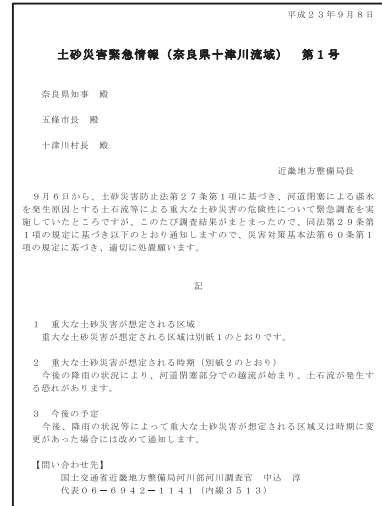 平成２３年９月８日
土砂災害緊急情報（奈良県十津川流域）　第１号
奈良県知事　殿
五條市長　殿
十津川村長　殿
近畿地方整備局長
　９月６日から、土砂災害防止法第２７条第１項に基づき、河道閉塞による湛水
を発生原因とする土石流等による重大な土砂災害の危険性について緊急調査を実
施していたところですが、このたび調査結果がまとまったので、同法第２９条第
１項の規定に基づき以下のとおり通知しますので、災害対策基本法第６０条第１
項の規定に基づき、適切に処置願います。
記
１　重大な土砂災害が想定される区域
　重大な土砂災害が想定される区域は別紙１のとおりです。
２　重大な土砂災害が想定される時期（別紙２のとおり）
　今後の降雨の状況により、河道閉塞部分での越流が始まり、土石流が発生す
る恐れがあります。
３　今後の予定
　今後、降雨の状況等によって重大な土砂災害が想定される区域又は時期に変
更があった場合には改めて通知します。
【問い合わせ先】
国土交通省近畿地方整備局河川部河川調査官　中込　淳
代表０６－６９４２－１１４１（内線３５１３）